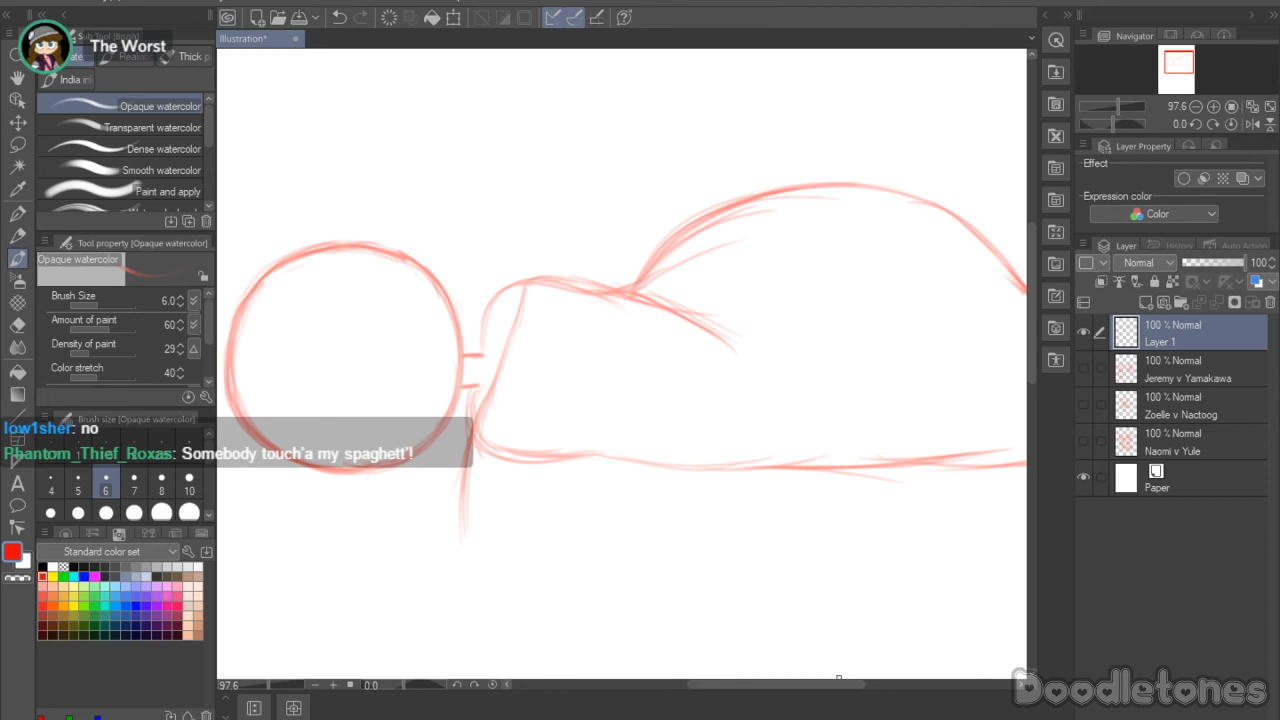 The Worst
Sub Tool [Brush]
Thick p
India in
Opaque watercolor
Transparent watercolor
Dense watercolor
Smooth watercolor
Paint and apply
Tool property [Opaque watercolor]
Opaque watercolor
Brush Size 6.0
Amount of paint 60
Density of paint 29
Color stretch 40
Brush size [Opaque watercolor]
low1sher: no
Phantom_Thief_Roxas: Somebody touch'a my spaghett'!
4 5 6 7 8 10
Standard color set
Illustration*
97.6
0.0
Navigator
97.6
0.0
Layer Property
Effect
Expression color
Color
Layer History Auto Action
Normal 100
100 % Normal
Layer 1
100 % Normal
Jeremy v Yamakawa
100 % Normal
Zoelle v Nactoog
100 % Normal
Naomi v Yule
Paper
Doodletones